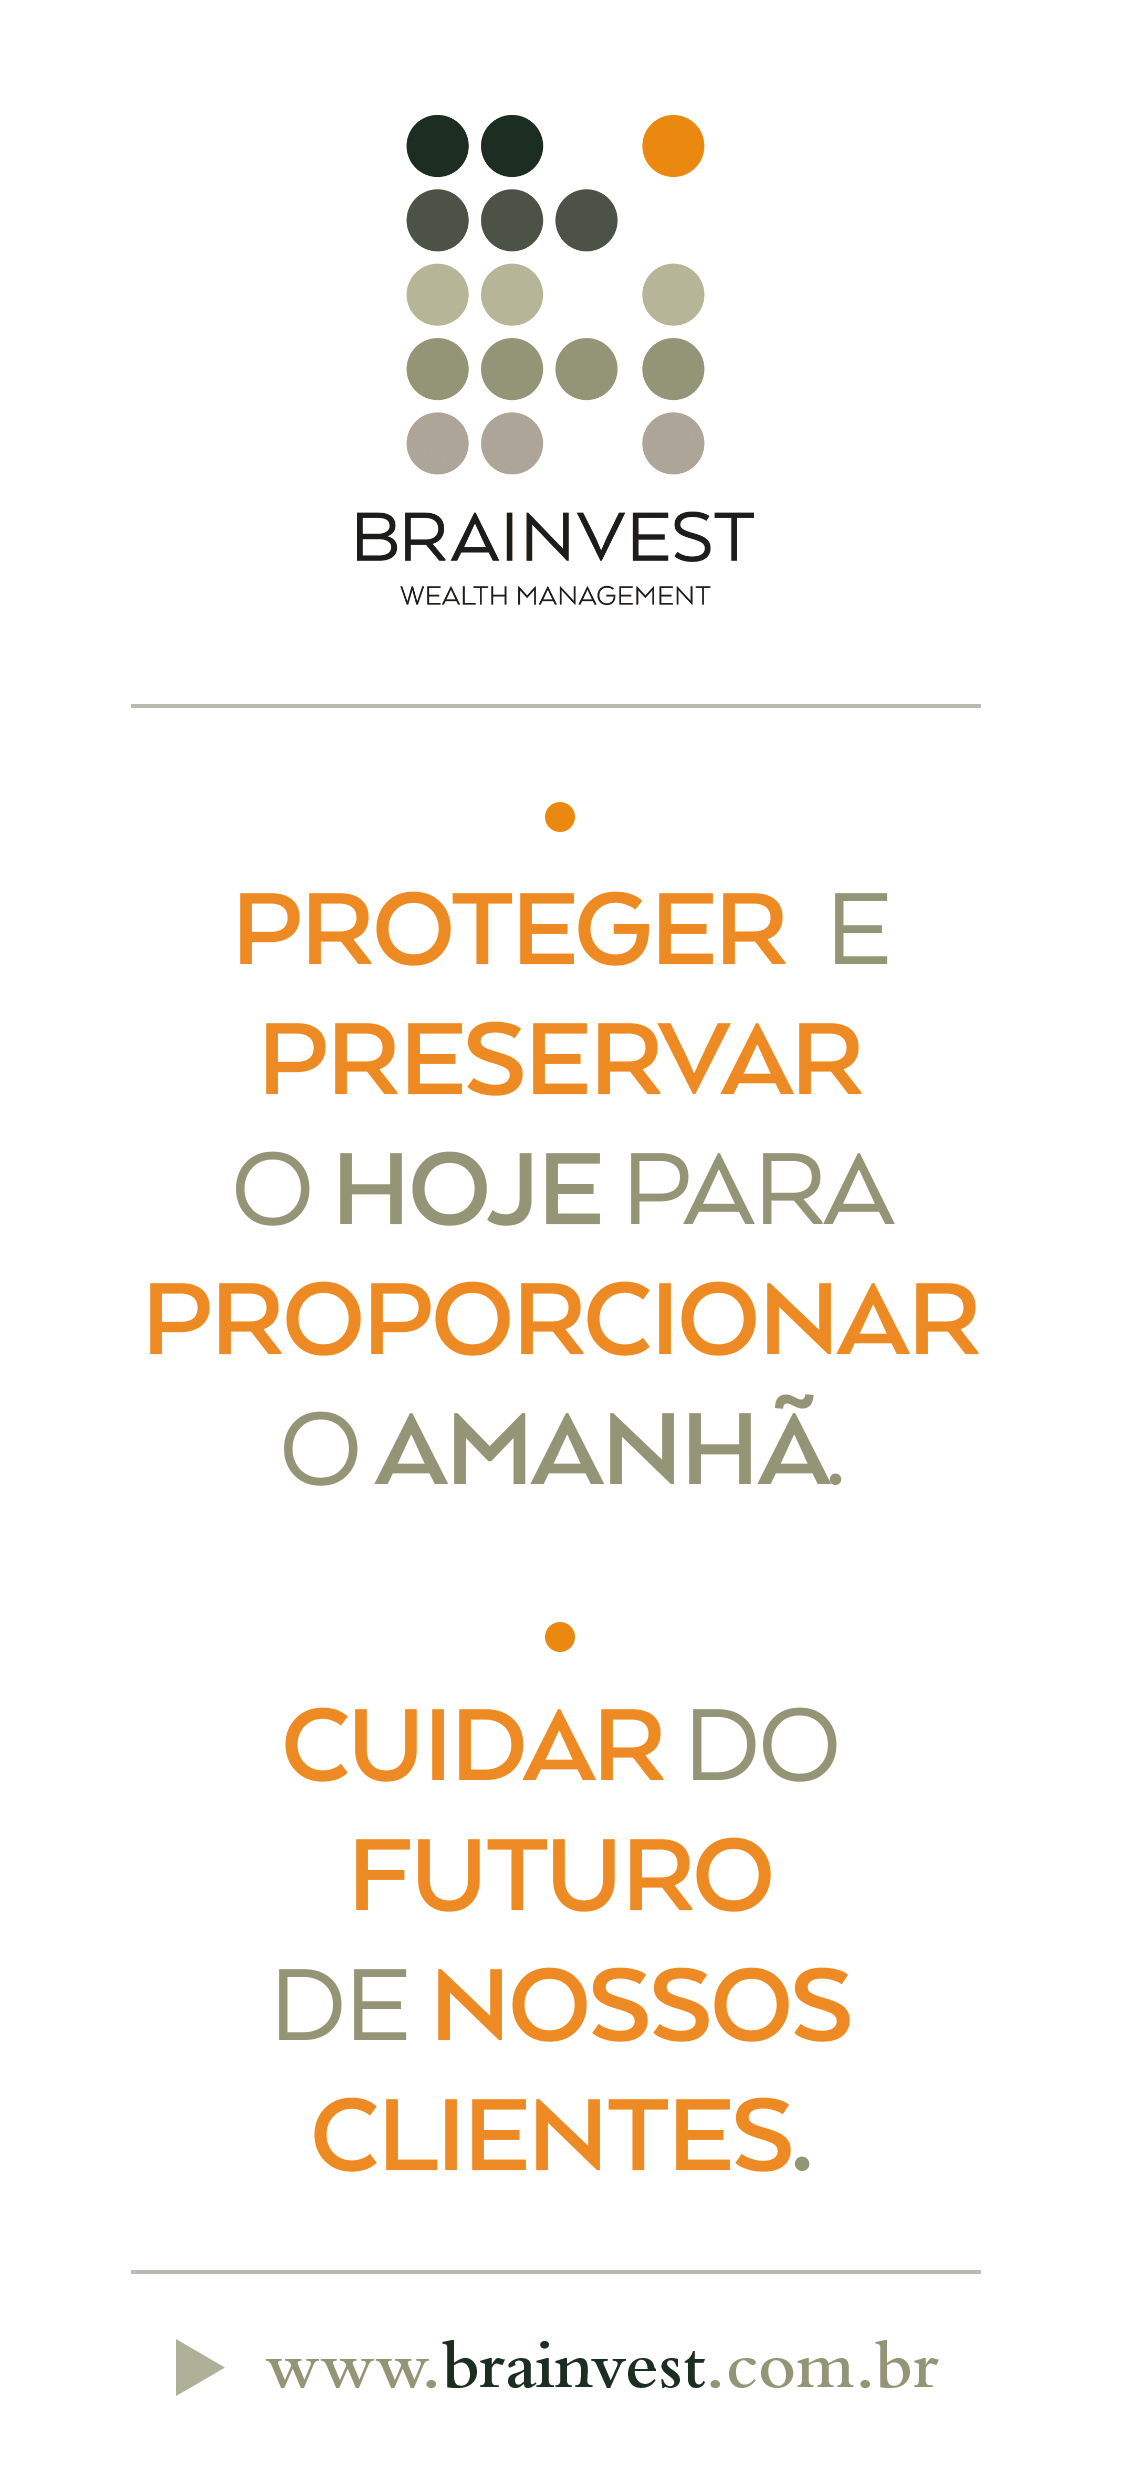 BRAINVEST
WEALTH MANAGEMENT
PROTEGER E
PRESERVAR
O HOJE PARA
PROPORCIONAR
O AMANHÃ.
CUIDAR DO
FUTURO
DE NOSSOS
CLIENTES.
www.brainvest.com.br